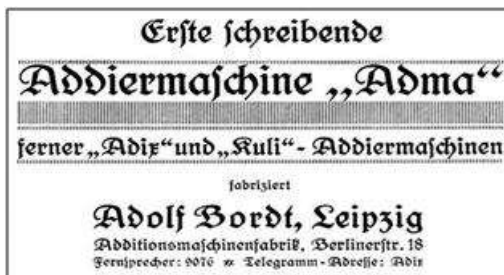 Erſte ſchreibende
Addiermaſchine „Adma“
ferner „Adix“ und „Kuli“ - Addiermaſchinen
fabriziert
Adolf Bordt, Leipzig
Additionsmaſchinenfabrik, Berlinerſtr. 18
Fernſprecher: 9076 Telegramm-Adreſſe: Adix